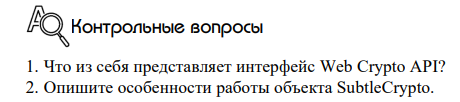 Контрольные вопросы
1. Что из себя представляет интерфейс Web Crypto API?
2. Опишите особенности работы объекта SubtleCrypto.